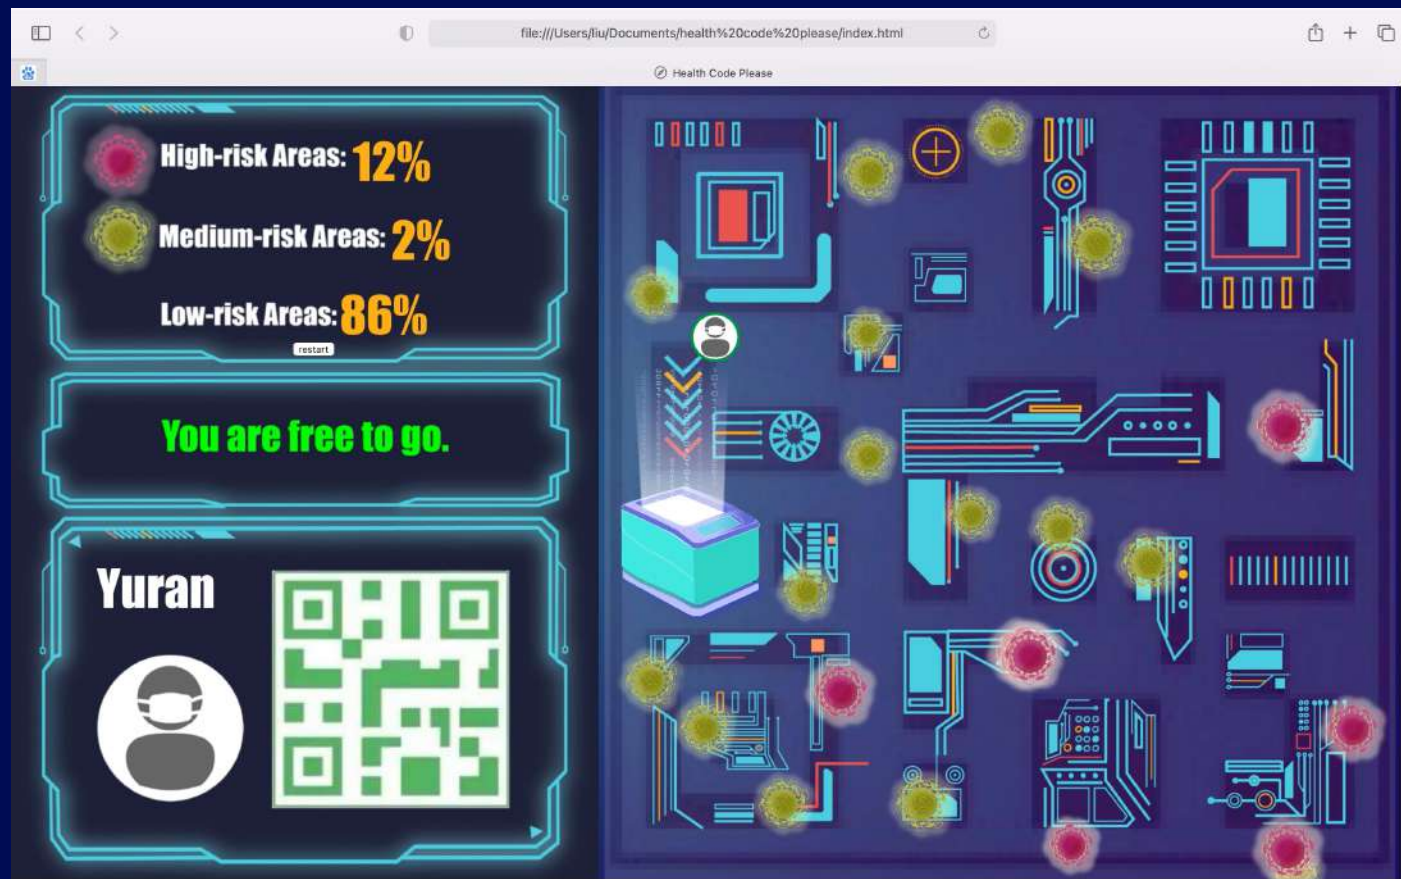 file:///Users/liu/Documents/health%20code%20please/index.html
Health Code Please
High-risk Areas: 12%
Medium-risk Areas: 2%
Low-risk Areas: 86%
restart
You are free to go.
Yuran